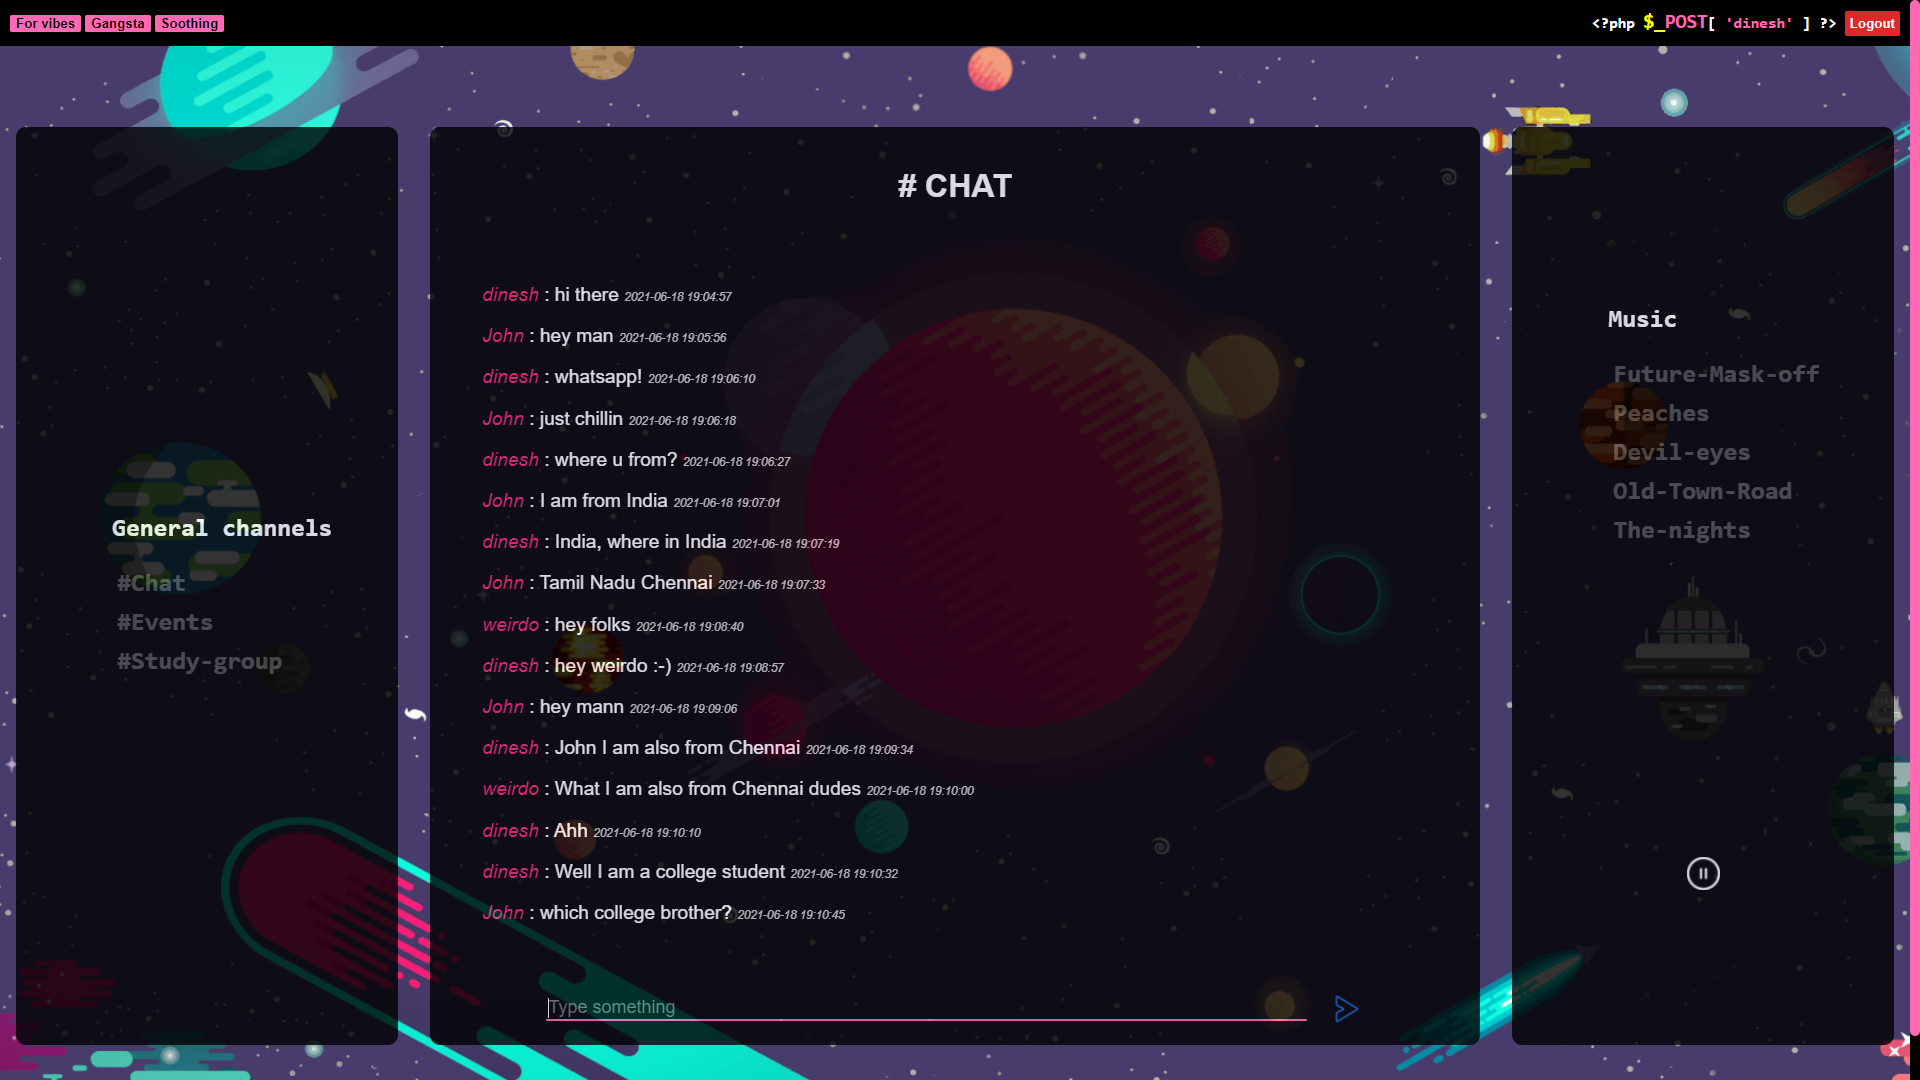 For vibes Gangsta Soothing
<?php $_POST[ 'dinesh' ] ?> Logout
General channels
#Chat
#Events
#Study-group
# CHAT
dinesh : hi there 2021-06-18 19:04:57
John : hey man 2021-06-18 19:05:56
dinesh : whatsapp! 2021-06-18 19:06:10
John : just chillin 2021-06-18 19:06:18
dinesh : where u from? 2021-06-18 19:06:27
John : I am from India 2021-06-18 19:07:01
dinesh : India, where in India 2021-06-18 19:07:19
John : Tamil Nadu Chennai 2021-06-18 19:07:33
weirdo : hey folks 2021-06-18 19:08:40
dinesh : hey weirdo :-) 2021-06-18 19:08:57
John : hey mann 2021-06-18 19:09:06
dinesh : John I am also from Chennai 2021-06-18 19:09:34
weirdo : What I am also from Chennai dudes 2021-06-18 19:10:00
dinesh : Ahh 2021-06-18 19:10:10
dinesh : Well I am a college student 2021-06-18 19:10:32
John : which college brother? 2021-06-18 19:10:45
Type something
Music
Future-Mask-off
Peaches
Devil-eyes
Old-Town-Road
The-nights